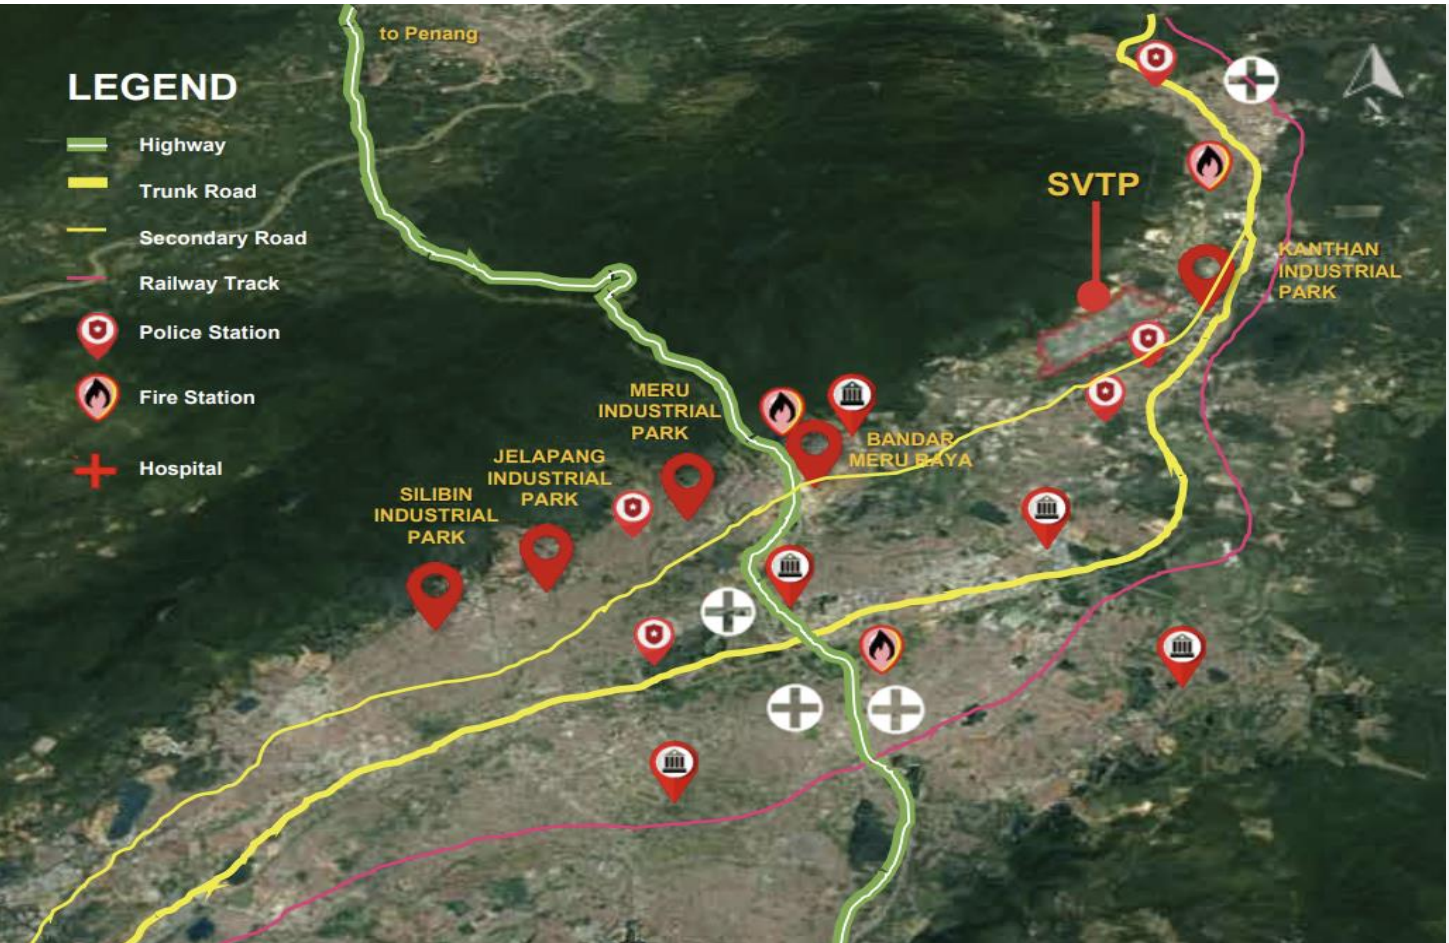 to Penang
LEGEND
Highway
Trunk Road
Secondary Road
Railway Track
Police Station
Fire Station
Hospital
N
SVTP
KANTHAN
INDUSTRIAL
PARK
MERU
INDUSTRIAL
PARK
BANDAR
MERU RAYA
JELAPANG
INDUSTRIAL
PARK
SILIBIN
INDUSTRIAL
PARK